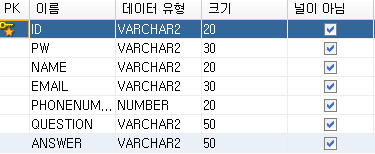 PK 이름 데이터 유형 크기 널이 아님
ID VARCHAR2 20
PW VARCHAR2 30
NAME VARCHAR2 20
EMAIL VARCHAR2 30
PHONENUM... NUMBER 20
QUESTION VARCHAR2 50
ANSWER VARCHAR2 50